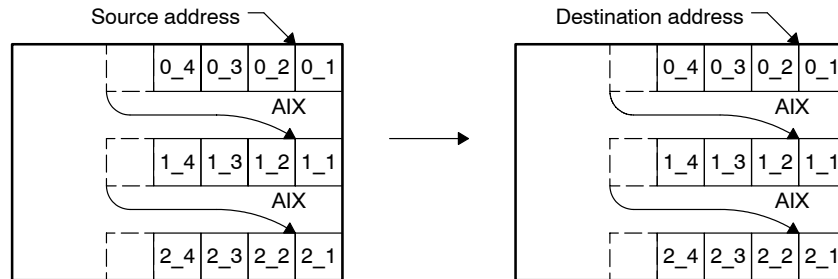 Source address
Destination address
0_4 0_3 0_2 0_1
0_4 0_3 0_2 0_1
AIX
AIX
1_4 1_3 1_2 1_1
1_4 1_3 1_2 1_1
AIX
AIX
2_4 2_3 2_2 2_1
2_4 2_3 2_2 2_1